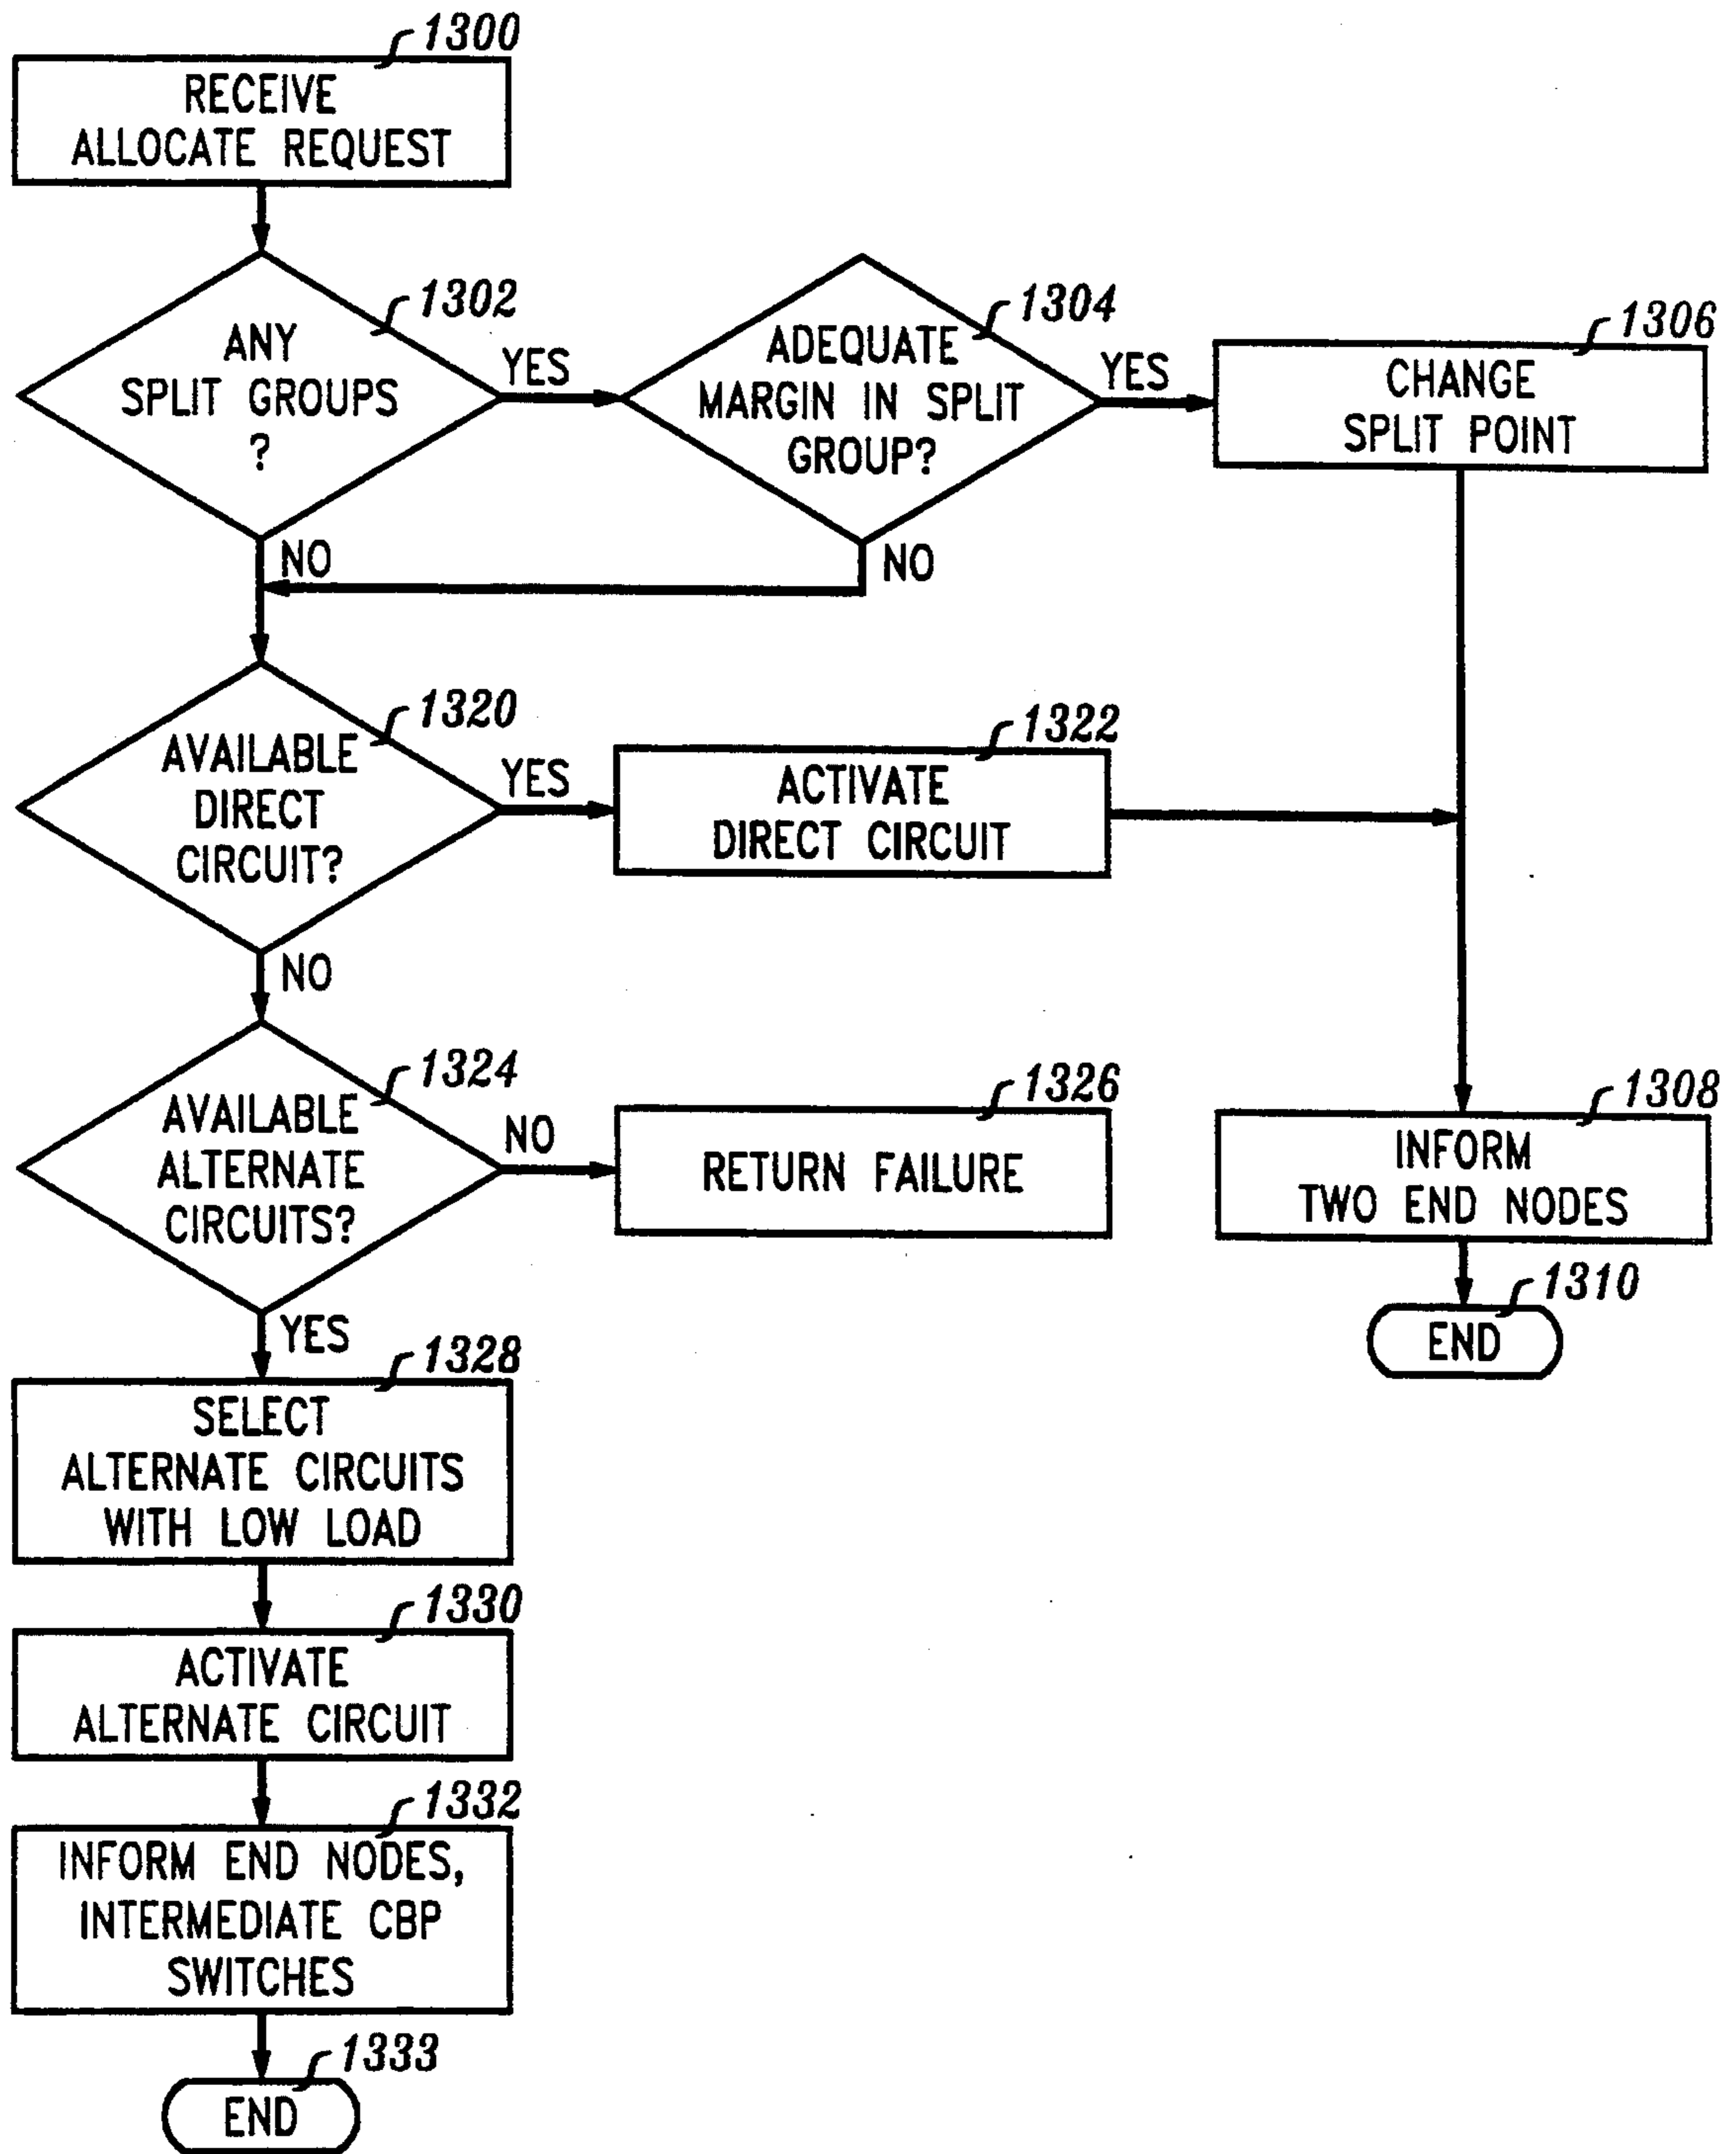 1300
RECEIVE
ALLOCATE REQUEST
1302
ANY
SPLIT GROUPS
?
YES
NO
1304
ADEQUATE
MARGIN IN SPLIT
GROUP?
YES
NO
1306
CHANGE
SPLIT POINT
1320
AVAILABLE
DIRECT
CIRCUIT?
YES
NO
1322
ACTIVATE
DIRECT CIRCUIT
1324
AVAILABLE
ALTERNATE
CIRCUITS?
NO
YES
1326
RETURN FAILURE
1308
INFORM
TWO END NODES
1310
END
1328
SELECT
ALTERNATE CIRCUITS
WITH LOW LOAD
1330
ACTIVATE
ALTERNATE CIRCUIT
1332
INFORM END NODES,
INTERMEDIATE CBP
SWITCHES
1333
END